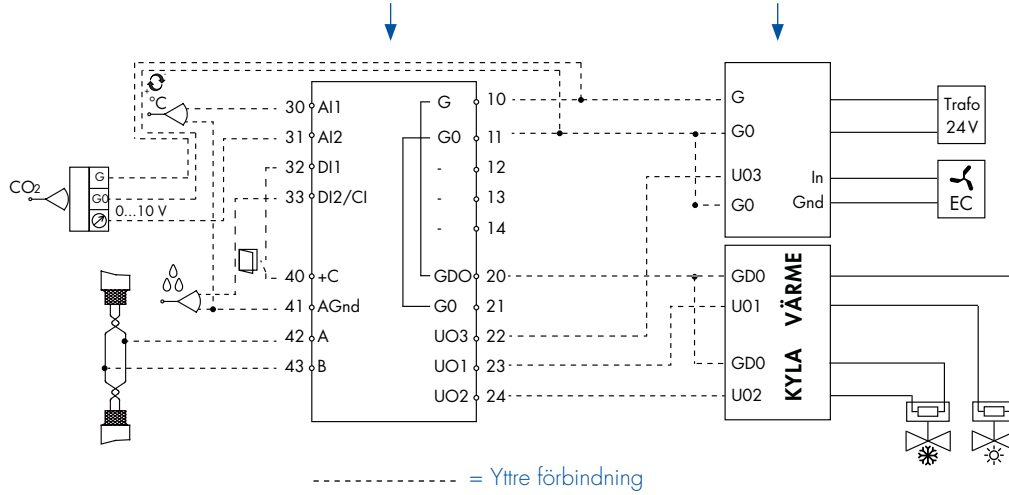 G 10
G0 11
- 12
- 13
- 14
GDO 20
G0 21
UO3 22
UO1 23
UO2 24
°C
30 AI1
31 AI2
32 DI1
33 DI2/CI
40 +C
41 AGnd
42 A
43 B
CO2
G
G0
0...10 V
G
G0
U03
G0
In
Gnd
Trafo
24V
EC
GD0
U01
GD0
U02
KYLA VÄRME
= Yttre förbindning